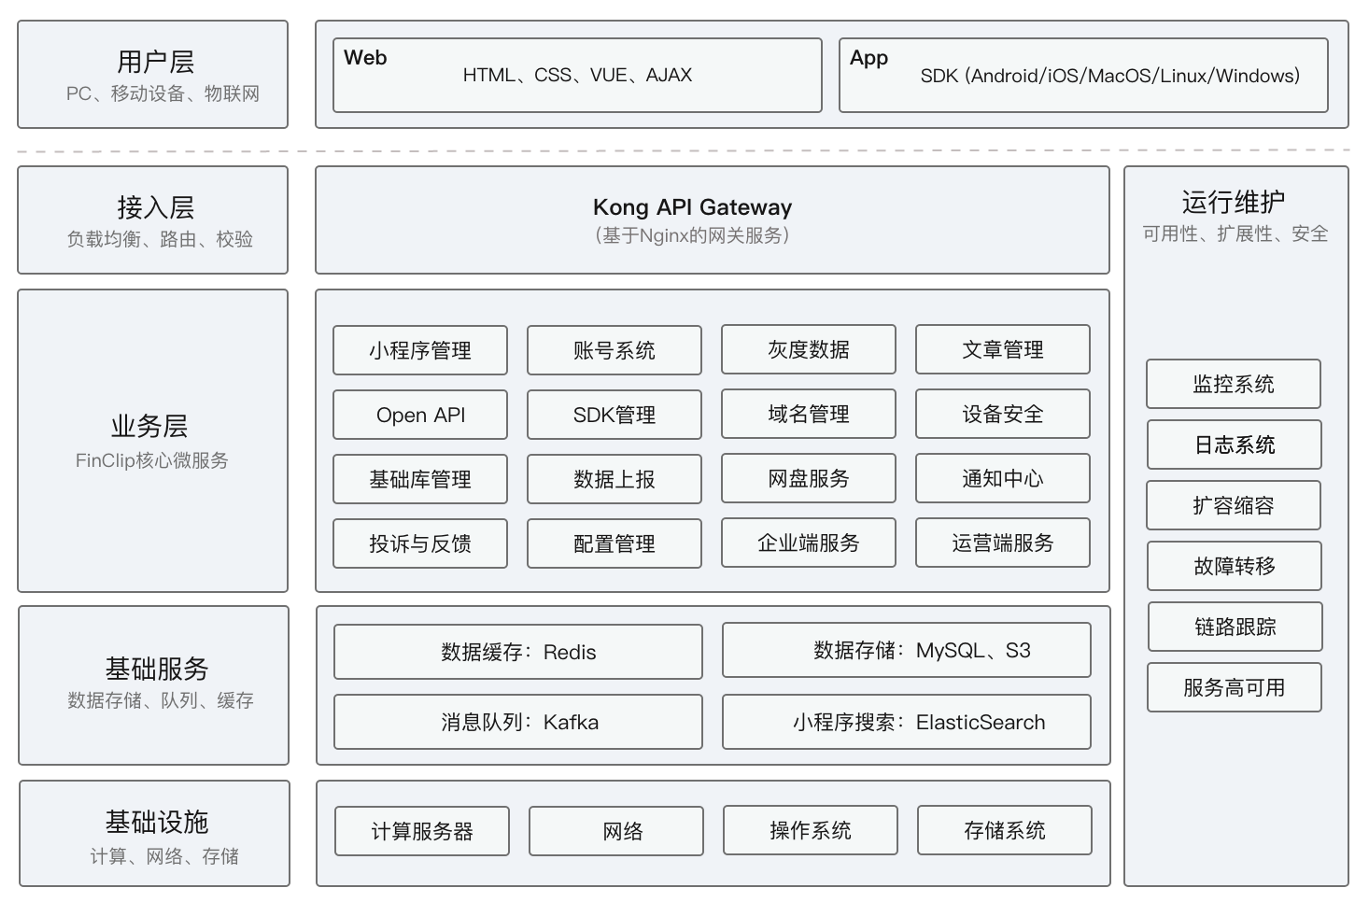 用户层
PC、移动设备、物联网
Web
HTML、CSS、VUE、AJAX
App
SDK (Android/iOS/MacOS/Linux/Windows)
接入层
负载均衡、路由、校验
Kong API Gateway
(基于Nginx的网关服务)
运行维护
可用性、扩展性、安全
业务层
FinClip核心微服务
小程序管理
账号系统
灰度数据
文章管理
Open API
SDK管理
域名管理
设备安全
基础库管理
数据上报
网盘服务
通知中心
投诉与反馈
配置管理
企业端服务
运营端服务
监控系统
日志系统
扩容缩容
故障转移
链路跟踪
服务高可用
基础服务
数据存储、队列、缓存
数据缓存：Redis
数据存储：MySQL、S3
消息队列：Kafka
小程序搜索：ElasticSearch
基础设施
计算、网络、存储
计算服务器
网络
操作系统
存储系统